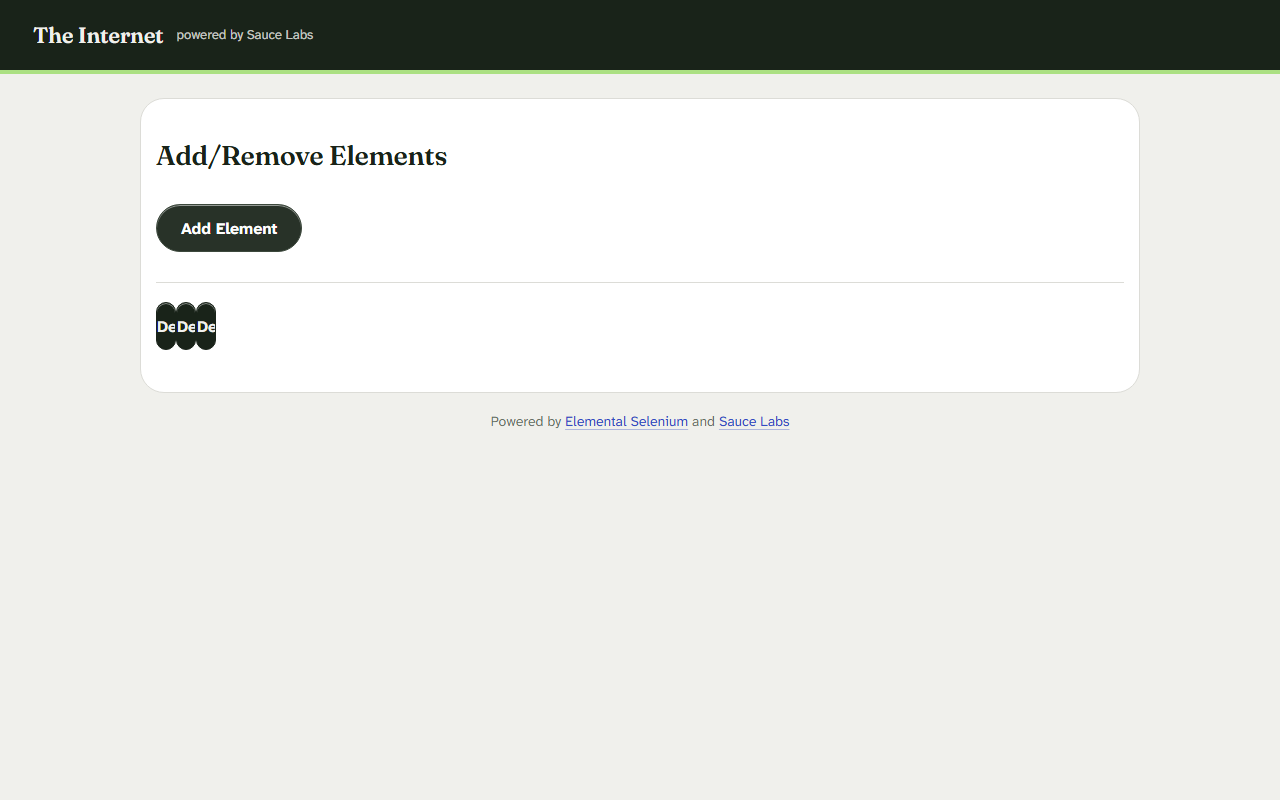 The Internet powered by Sauce Labs
Add/Remove Elements
Add Element
De De De
Powered by Elemental Selenium and Sauce Labs